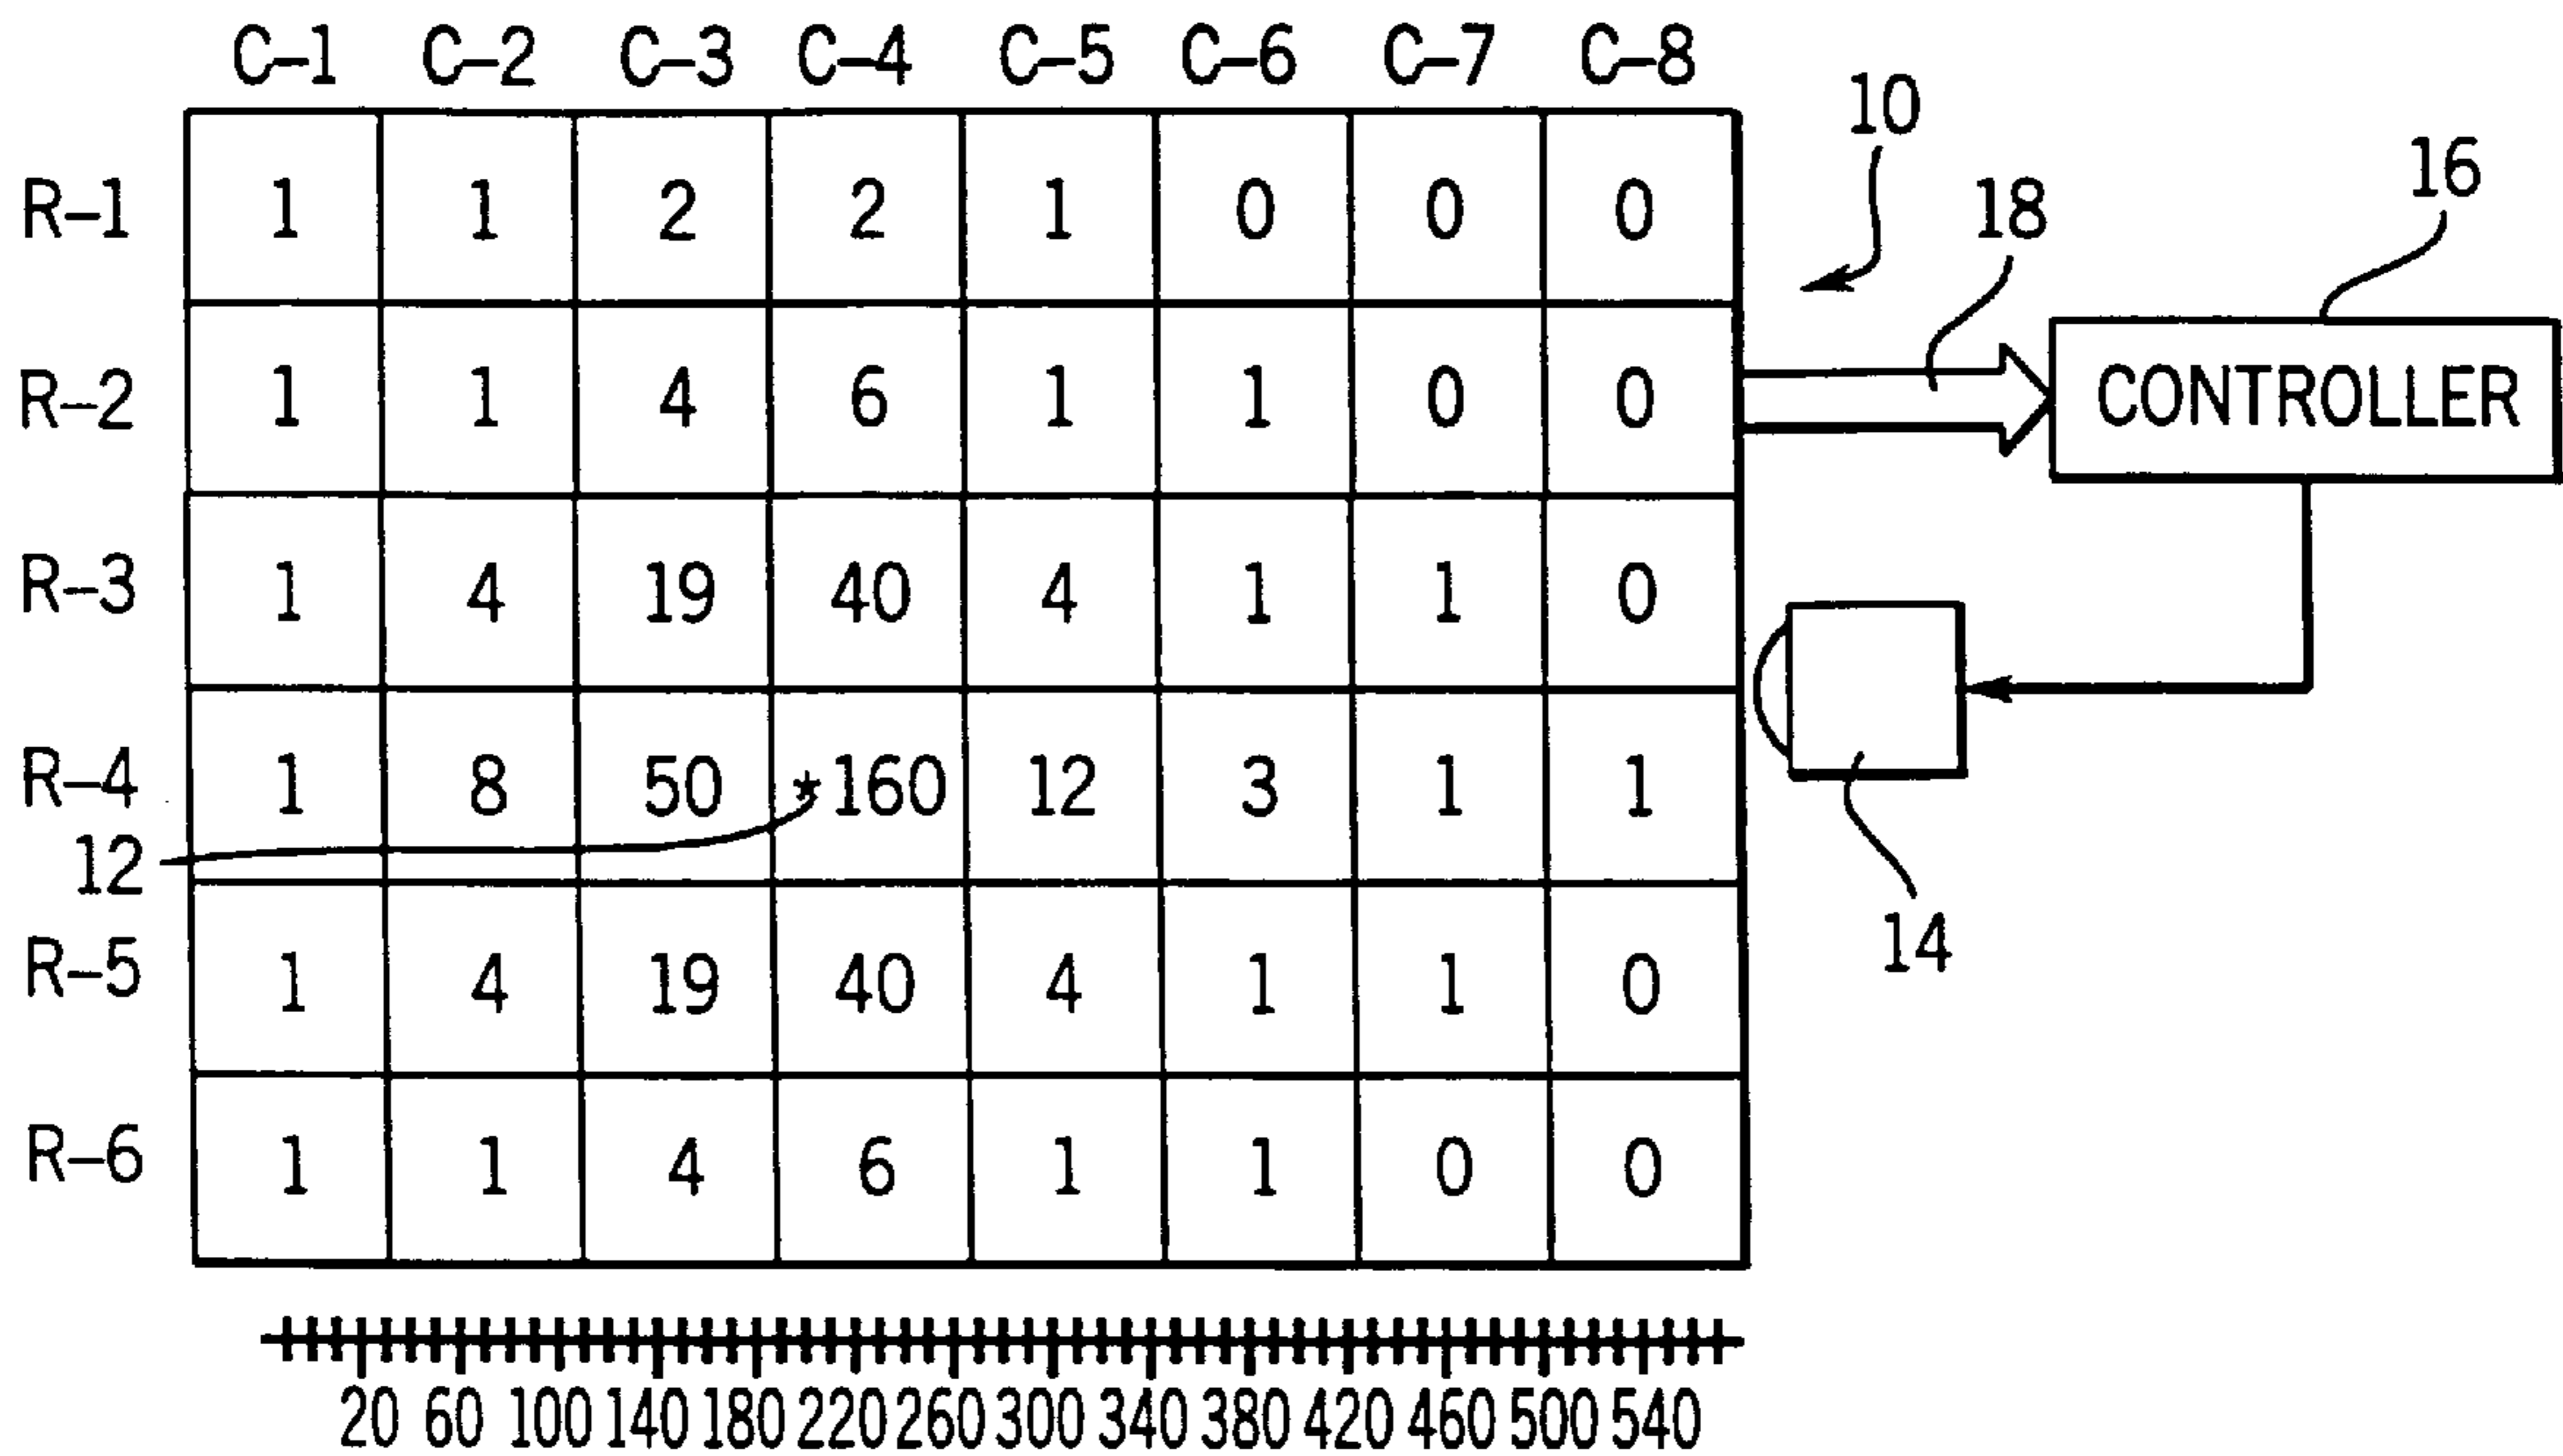 C-1 C-2 C-3 C-4 C-5 C-6 C-7 C-8
10
16
18
R-1 1 1 2 2 1 0 0 0
R-2 1 1 4 6 1 1 0 0
CONTROLLER
R-3 1 4 19 40 4 1 1 0
R-4 1 8 50 *160 12 3 1 1
12
14
R-5 1 4 19 40 4 1 1 0
R-6 1 1 4 6 1 1 0 0
20 60 100 140 180 220 260 300 340 380 420 460 500 540